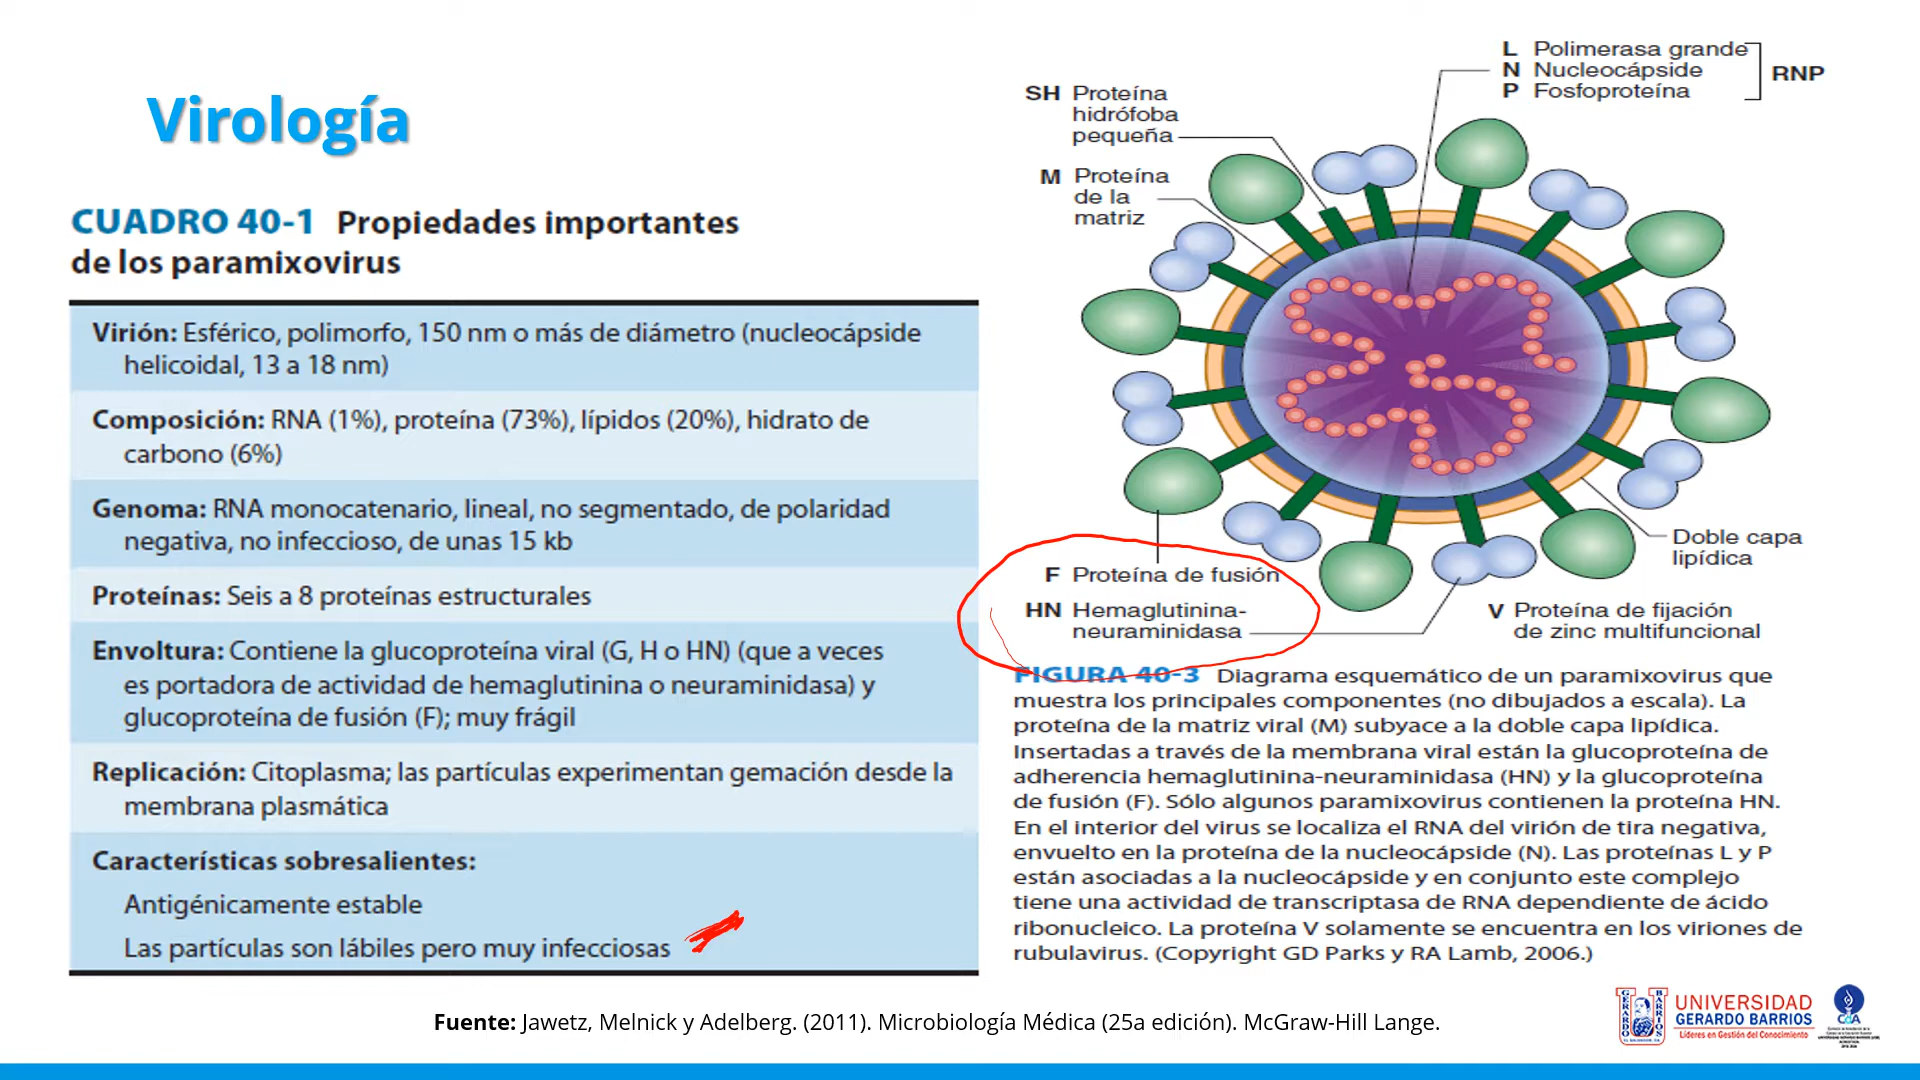 Virología
CUADRO 40-1 Propiedades importantes
de los paramixovirus
Virión: Esférico, polimorfo, 150 nm o más de diámetro (nucleocápside
helicoidal, 13 a 18 nm)
Composición: RNA (1%), proteína (73%), lípidos (20%), hidrato de
carbono (6%)
Genoma: RNA monocatenario, lineal, no segmentado, de polaridad
negativa, no infeccioso, de unas 15 kb
Proteínas: Seis a 8 proteínas estructurales
Envoltura: Contiene la glucoproteína viral (G, H o HN) (que a veces
es portadora de actividad de hemaglutinina o neuraminidasa) y
glucoproteína de fusión (F); muy frágil
Replicación: Citoplasma; las partículas experimentan gemación desde la
membrana plasmática
Características sobresalientes:
Antigénicamente estable
Las partículas son lábiles pero muy infecciosas
L Polimerasa grande
N Nucleocápside
P Fosfoproteína
RNP
SH Proteína
hidrófoba
pequeña
M Proteína
de la
matriz
Doble capa
lipídica
F Proteína de fusión
HN Hemaglutinina-
neuraminidasa
V Proteína de fijación
de zinc multifuncional
FIGURA 40-3 Diagrama esquemático de un paramixovirus que
muestra los principales componentes (no dibujados a escala). La
proteína de la matriz viral (M) subyace a la doble capa lipídica.
Insertadas a través de la membrana viral están la glucoproteína de
adherencia hemaglutinina-neuraminidasa (HN) y la glucoproteína
de fusión (F). Sólo algunos paramixovirus contienen la proteína HN.
En el interior del virus se localiza el RNA del virión de tira negativa,
envuelto en la proteína de la nucleocápside (N). Las proteínas L y P
están asociadas a la nucleocápside y en conjunto este complejo
tiene una actividad de transcriptasa de RNA dependiente de ácido
ribonucleico. La proteína V solamente se encuentra en los viriones de
rubulavirus. (Copyright GD Parks y RA Lamb, 2006.)
Fuente: Jawetz, Melnick y Adelberg. (2011). Microbiología Médica (25a edición). McGraw-Hill Lange.
GERARDO
BARRIOS
UNIVERSIDAD
GERARDO BARRIOS
Líderes en Gestión del Conocimiento
CdA